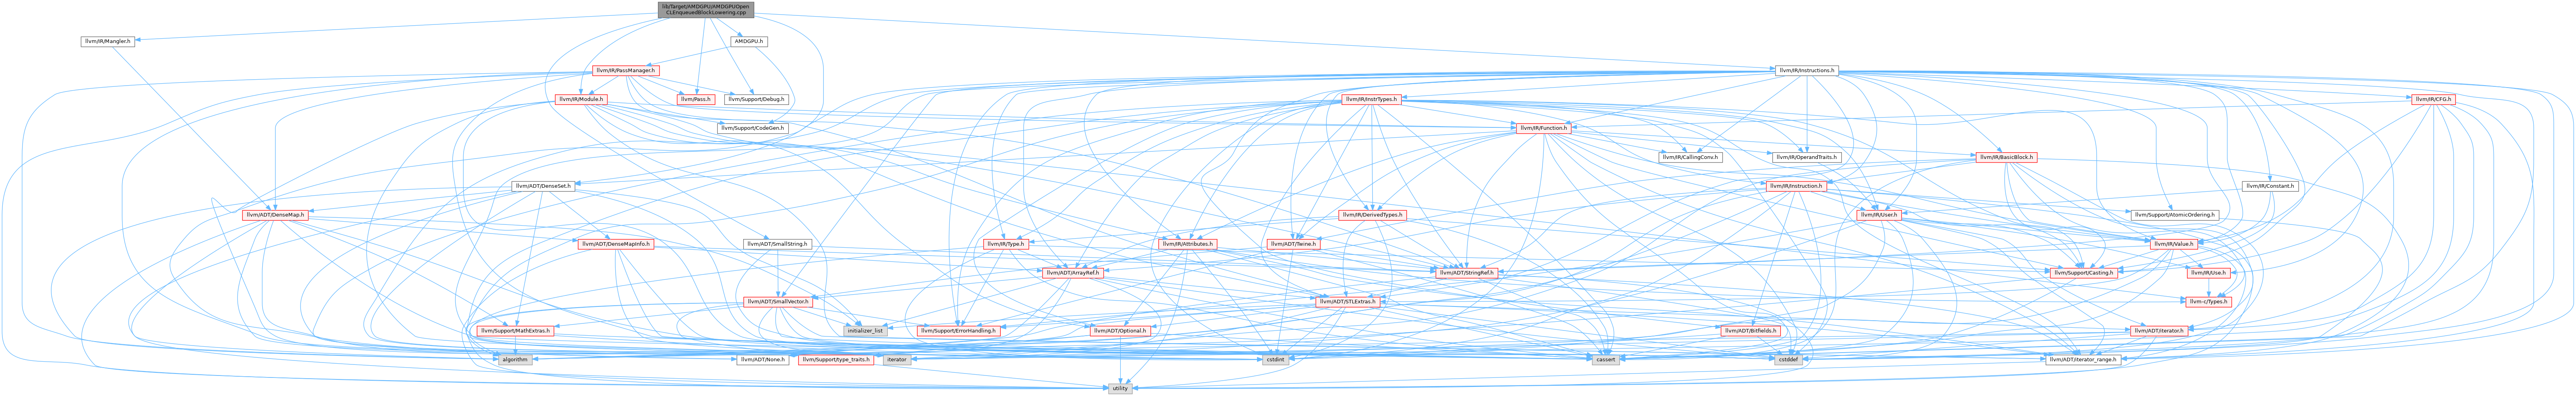 lib/Target/AMDGPU/AMDGPUOpen
CLEnqueuedBlockLowering.cpp
llvm/IR/Mangler.h
AMDGPU.h
llvm/IR/PassManager.h
llvm/IR/Instructions.h
llvm/IR/Module.h
llvm/Pass.h
llvm/Support/Debug.h
llvm/IR/InstrTypes.h
llvm/IR/CFG.h
llvm/Support/CodeGen.h
llvm/IR/Function.h
llvm/IR/CallingConv.h
llvm/IR/OperandTraits.h
llvm/IR/BasicBlock.h
llvm/ADT/DenseSet.h
llvm/IR/Instruction.h
llvm/IR/Constant.h
llvm/ADT/DenseMap.h
llvm/IR/DerivedTypes.h
llvm/IR/User.h
llvm/Support/AtomicOrdering.h
llvm/ADT/DenseMapInfo.h
llvm/ADT/SmallString.h
llvm/IR/Type.h
llvm/IR/Attributes.h
llvm/ADT/Twine.h
llvm/IR/Value.h
llvm/ADT/ArrayRef.h
llvm/ADT/StringRef.h
llvm/Support/Casting.h
llvm/IR/Use.h
llvm/ADT/SmallVector.h
llvm/ADT/STLExtras.h
llvm-c/Types.h
llvm/Support/MathExtras.h
initializer_list
llvm/Support/ErrorHandling.h
llvm/ADT/Optional.h
llvm/ADT/Bitfields.h
llvm/ADT/iterator.h
algorithm
llvm/ADT/None.h
llvm/Support/type_traits.h
iterator
cstdint
cassert
cstddef
llvm/ADT/iterator_range.h
utility